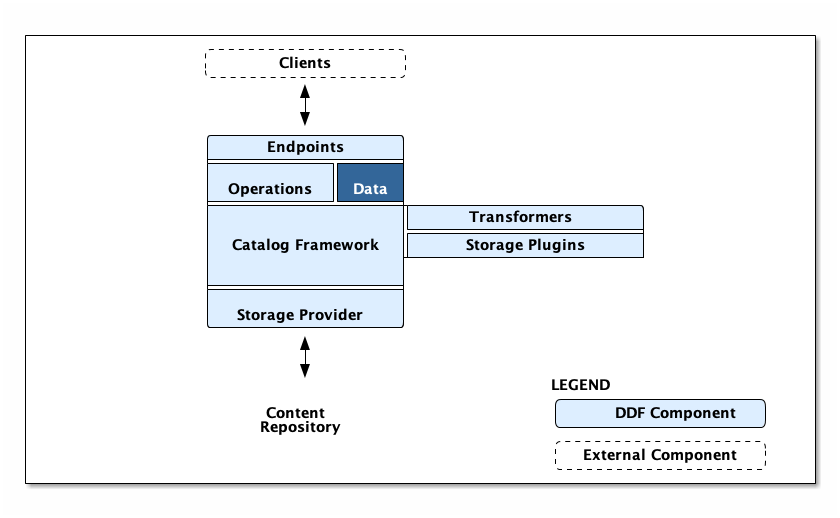 Clients
Endpoints
Operations
Data
Catalog Framework
Transformers
Storage Plugins
Storage Provider
Content
Repository
LEGEND
DDF Component
External Component